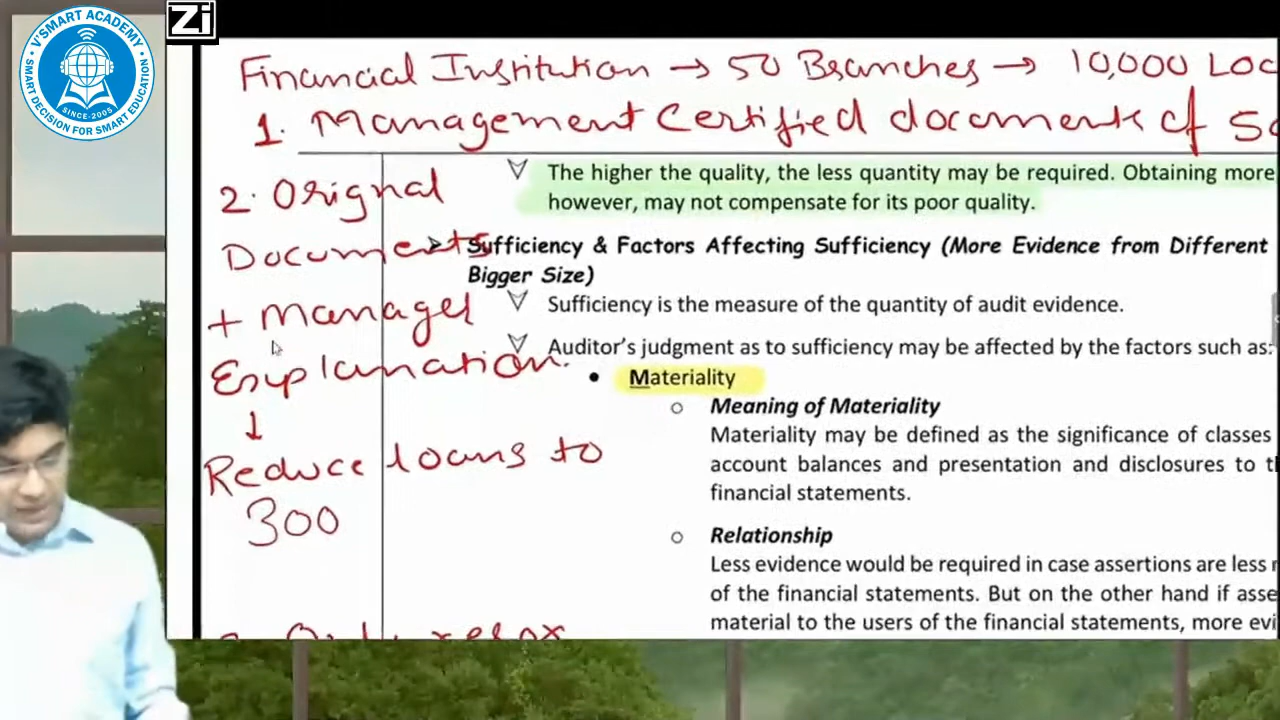 V'SMART ACADEMY
SMART DECISION FOR SMART EDUCATION
SINCE-2005
Zi
Financial Institution → 50 Branches → 10,000
1. Management Certified documents of
2. Orignal
Documents
+ Manager
Explanation.
↓
Reduce loans to
300
The higher the quality, the less quantity may be required. Obtaining more
however, may not compensate for its poor quality.
Sufficiency & Factors Affecting Sufficiency (More Evidence from Different
Bigger Size)
Sufficiency is the measure of the quantity of audit evidence.
Auditor's judgment as to sufficiency may be affected by the factors such as:
• Materiality
o Meaning of Materiality
Materiality may be defined as the significance of classes
account balances and presentation and disclosures to
financial statements.
o Relationship
Less evidence would be required in case assertions are less
of the financial statements. But on the other hand if
material to the users of the financial statements, more